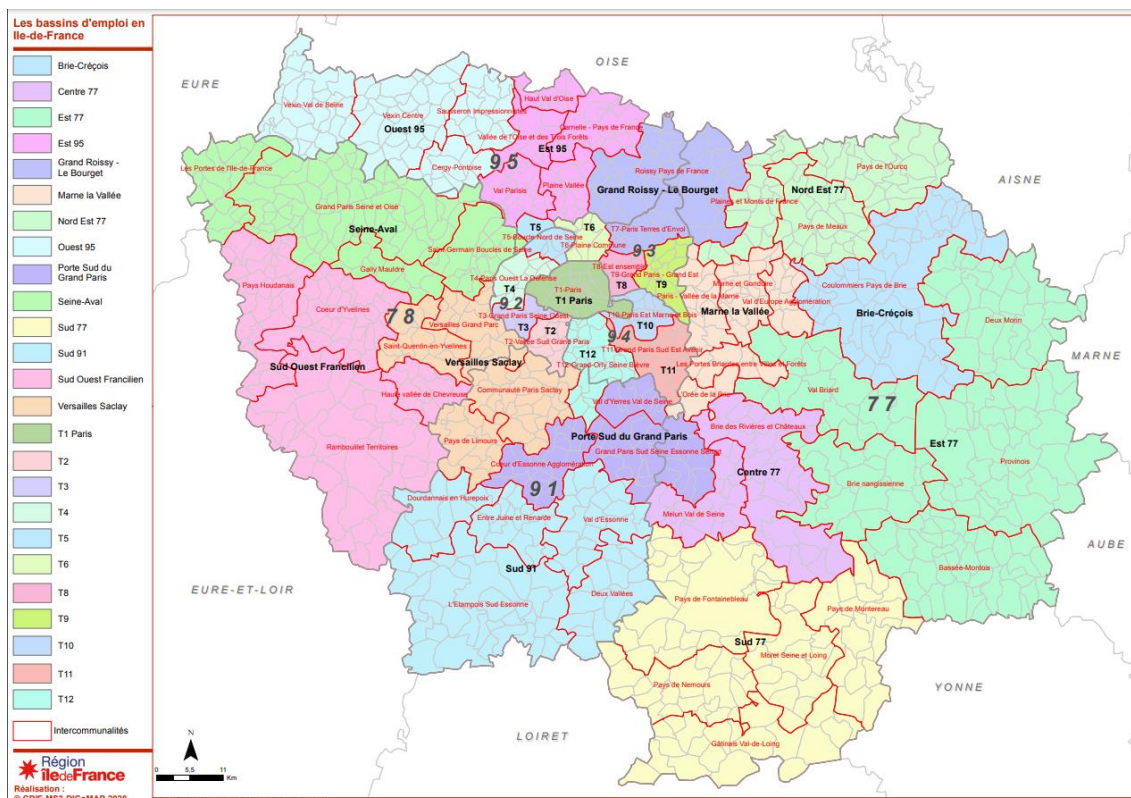 Les bassins d'emploi en
Ile-de-France
Brie-Créçois
Centre 77
Est 77
Est 95
Grand Roissy -
Le Bourget
Marne la Vallée
Nord Est 77
Ouest 95
Porte Sud du
Grand Paris
Seine-Aval
Sud 77
Sud 91
Sud Ouest Francilien
Versailles Saclay
T1 Paris
T2
T3
T4
T5
T6
T8
T9
T10
T11
T12
Intercommunalités
Région
îledeFrance
Réalisation :
N
0 5,5 11
Km
OISE
EURE
AISNE
MARNE
AUBE
YONNE
LOIRET
EURE-ET-LOIR
Vexin Val de Seine
Vexin Centre
Sausseron Impressionnistes
Ouest 95
Haut Val d'Oise
Carnelle - Pays de France
Vallée de l'Oise et des Trois Forêts
Est 95
95
Cergy-Pontoise
Val Parisis
Plaine Vallée
Roissy Pays de France
Grand Roissy - Le Bourget
Pays de l'Ourcq
Nord Est 77
Plaines et Monts de France
Pays de Meaux
Les Portes de l'Ile-de-France
Grand Paris Seine et Oise
Seine-Aval
Saint-Germain Boucles de Seine
Gally Mauldre
T5
T5-Boucle Nord de Seine
T6
T6-Plaine Commune
T7-Paris Terres d'Envol
93
T8-Est ensemble
T8
T9-Grand Paris - Grand Est
T9
T4-Paris Ouest La Défense
T4
92
T1-Paris
T1 Paris
T3-Grand Paris Seine Ouest
T3
T2
T2-Vallée Sud Grand Paris
T10-Paris Est Marne et Bois
T10
94
T11-Grand Paris Sud Est Avenir
T11
T12
T12-Grand-Orly Seine Bièvre
Paris - Vallée de la Marne
Marne et Gondoire
Val d'Europe Agglomération
Marne la Vallée
Les Portes Briardes entre Villes et Forêts
Orée de la Brie
Coulommiers Pays de Brie
Brie-Créçois
Deux Morin
Val Briard
77
Est 77
Provinois
Brie nangissienne
Bassée-Montois
Pays Houdanais
Coeur d'Yvelines
78
Versailles Grand Parc
Saint-Quentin-en-Yvelines
Versailles Saclay
Sud Ouest Francilien
Haute vallée de Chevreuse
Communauté Paris Saclay
Rambouillet Territoires
Pays de Limours
Val d'Yerres Val de Seine
Porte Sud du Grand Paris
Grand Paris Sud Seine Essonne Sénart
Coeur d'Essonne Agglomération
91
Brie des Rivières et Châteaux
Centre 77
Melun Val de Seine
Dourdannais en Hurepoix
Entre Juine et Renarde
Val d'Essonne
Sud 91
L'Etampois Sud Essonne
Deux Vallées
Pays de Fontainebleau
Pays de Montereau
Sud 77
Moret Seine et Loing
Pays de Nemours
Gâtinais Val-de-Loing